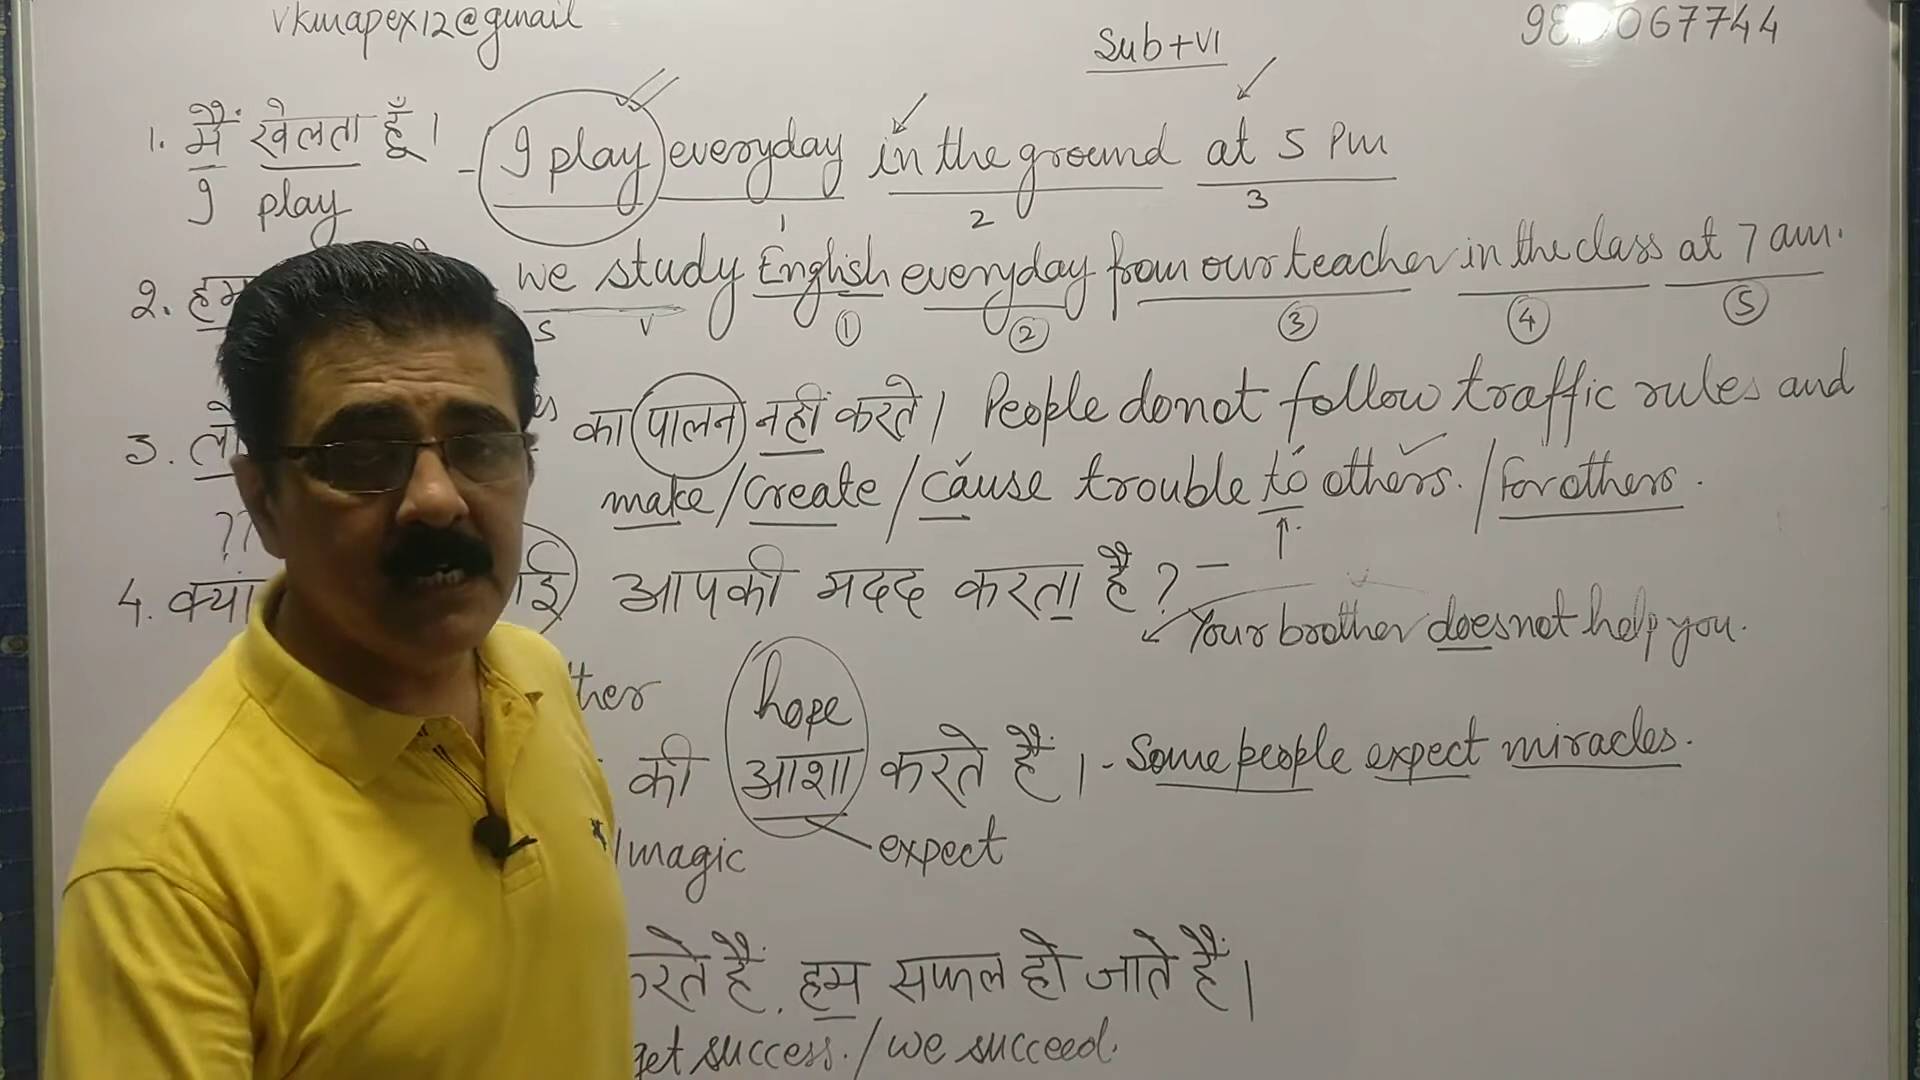 vkmapex12@gmail
067744
Sub+V1
1. मैं खेलता हूँ। - I play everyday in the ground at 5 Pm
I play
1 2 3
2. हम we study English everyday from our teacher in the class at 7 am.
S V 1 2 3 4 5
3. का पालन नहीं करते। People do not follow traffic rules and
make / Create / Cause trouble to others. / For others.
??
4. क्या आपकी मदद करता है? -
Your brother does not help you.
hope
की आशा करते हैं। - Some people expect miracles.
/magic expect
हैं. हम सफल हो जाते हैं।
get success. / we succeed.